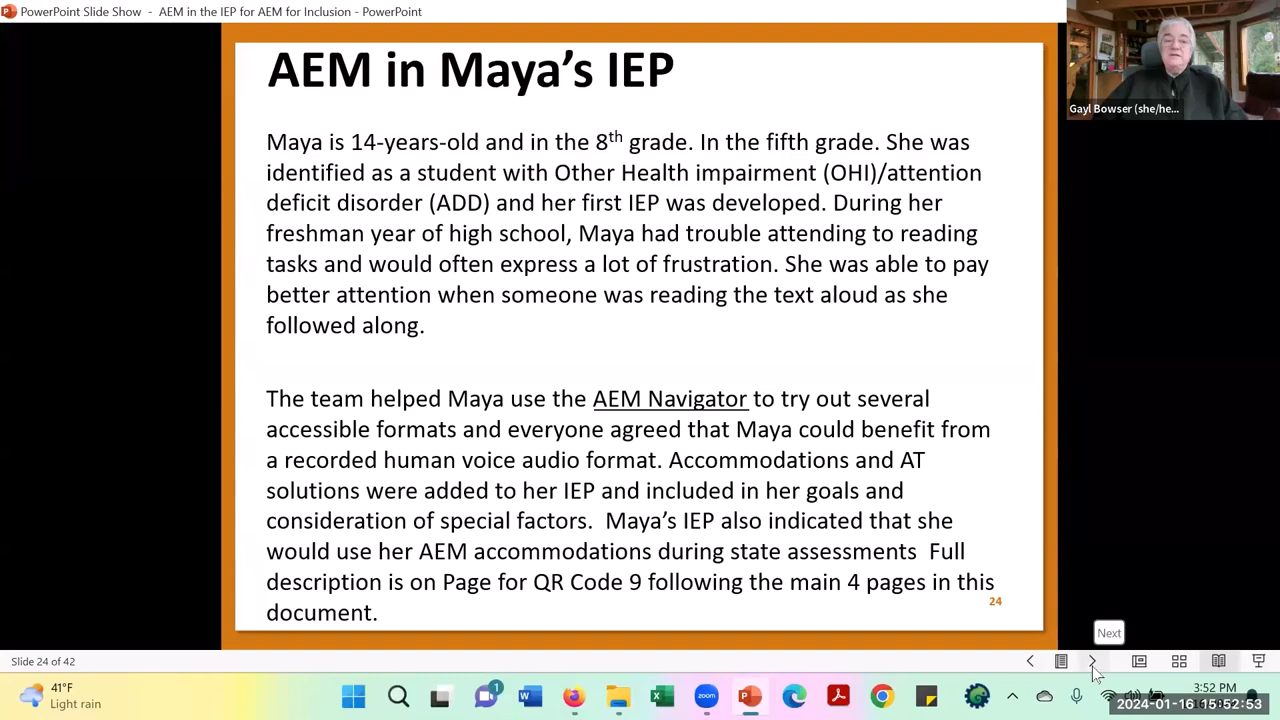 PowerPoint Slide Show - AEM in the IEP for AEM for Inclusion - PowerPoint
Gayl Bowser (she/he...
AEM in Maya's IEP
Maya is 14-years-old and in the 8th grade. In the fifth grade. She was
identified as a student with Other Health impairment (OHI)/attention
deficit disorder (ADD) and her first IEP was developed. During her
freshman year of high school, Maya had trouble attending to reading
tasks and would often express a lot of frustration. She was able to pay
better attention when someone was reading the text aloud as she
followed along.
The team helped Maya use the AEM Navigator to try out several
accessible formats and everyone agreed that Maya could benefit from
a recorded human voice audio format. Accommodations and AT
solutions were added to her IEP and included in her goals and
consideration of special factors. Maya's IEP also indicated that she
would use her AEM accommodations during state assessments Full
description is on Page for QR Code 9 following the main 4 pages in this
document.
24
Next
Slide 24 of 42
41°F
Light rain
1
zoom
3:52 PM
2024-01-16 15:52:53